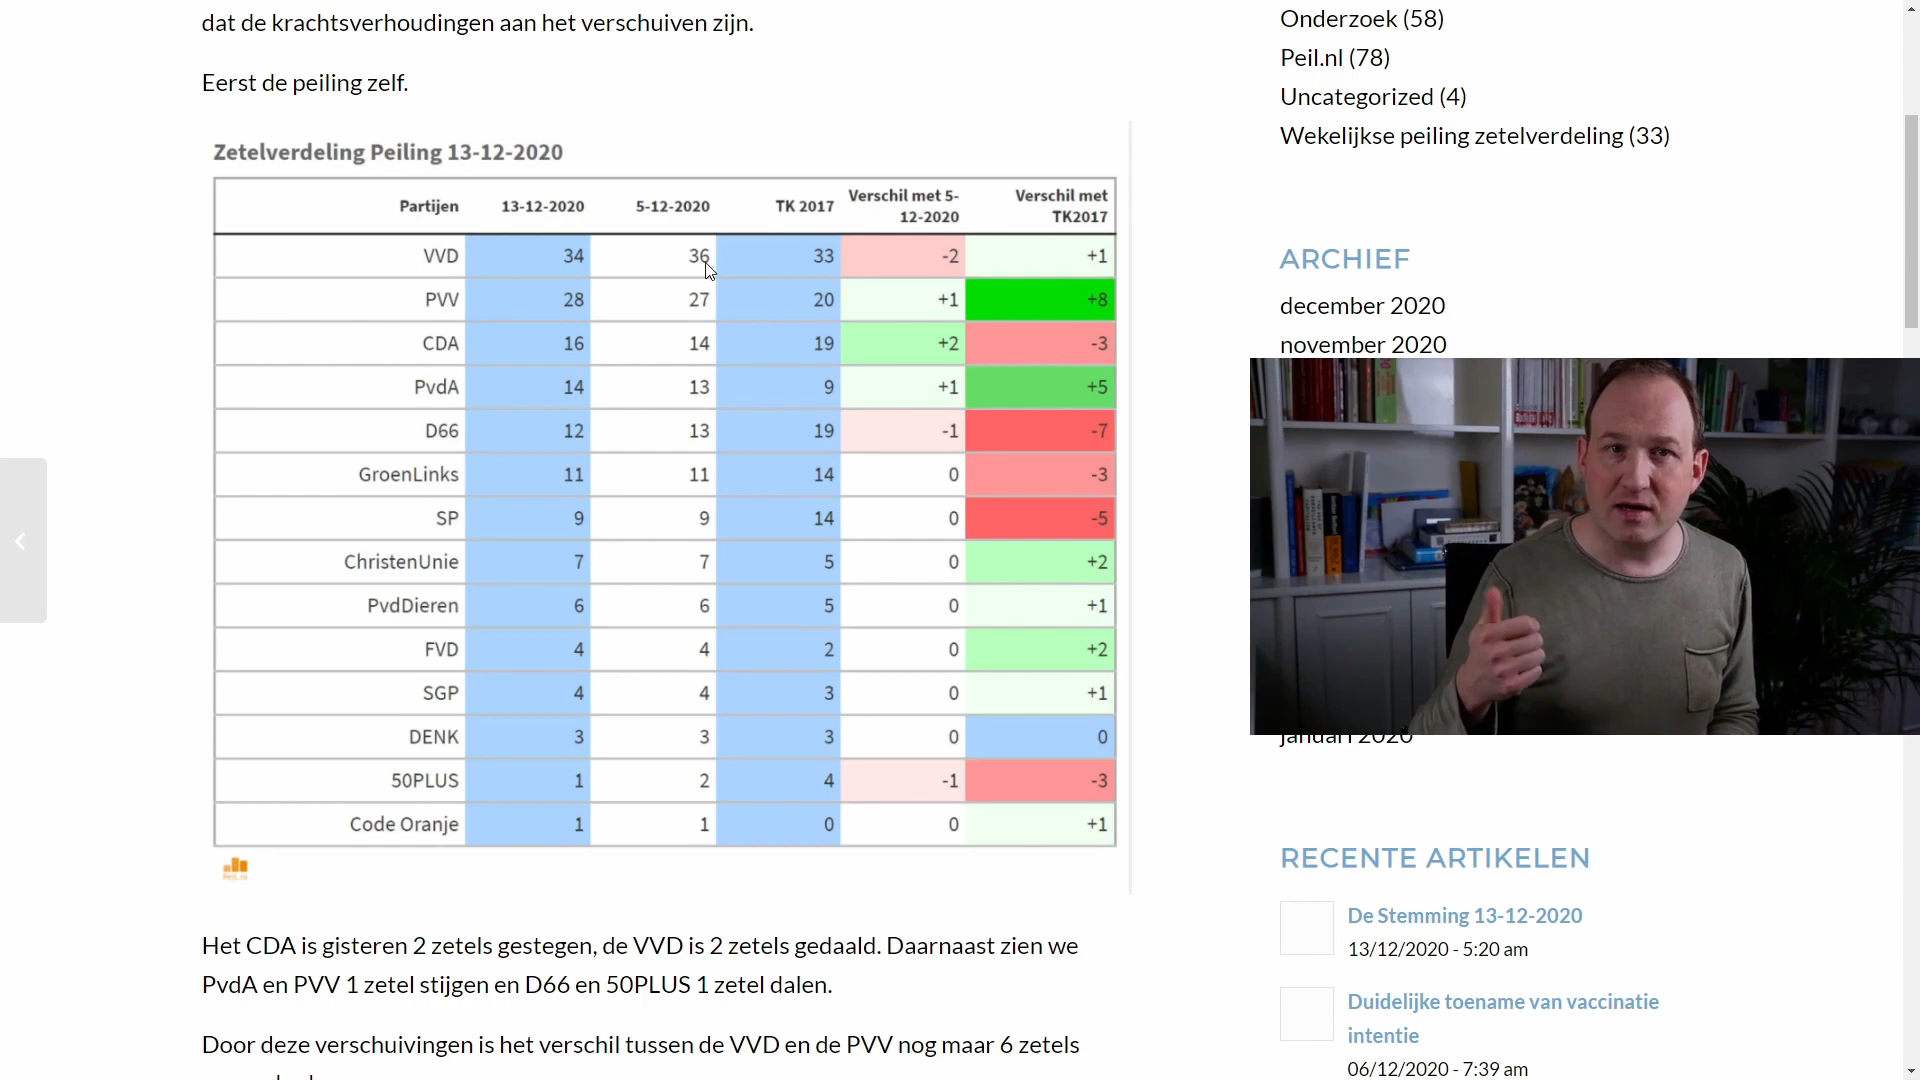 dat de krachtsverhoudingen aan het verschuiven zijn.
Eerst de peiling zelf.
Zetelverdeling Peiling 13-12-2020
Partijen 13-12-2020 5-12-2020 TK 2017 Verschil met 5-12-2020 Verschil met TK2017
VVD 34 36 33 -2 +1
PVV 28 27 20 +1 +8
CDA 16 14 19 +2 -3
PvdA 14 13 9 +1 +5
D66 12 13 19 -1 -7
GroenLinks 11 11 14 0 -3
SP 9 9 14 0 -5
ChristenUnie 7 7 5 0 +2
PvdDieren 6 6 5 0 +1
FVD 4 4 2 0 +2
SGP 4 4 3 0 +1
DENK 3 3 3 0 0
50PLUS 1 2 4 -1 -3
Code Oranje 1 1 0 0 +1
Peil.nl
Het CDA is gisteren 2 zetels gestegen, de VVD is 2 zetels gedaald. Daarnaast zien we
PvdA en PVV 1 zetel stijgen en D66 en 50PLUS 1 zetel dalen.
Door deze verschuivingen is het verschil tussen de VVD en de PVV nog maar 6 zetels
Onderzoek (58)
Peil.nl (78)
Uncategorized (4)
Wekelijkse peiling zetelverdeling (33)
ARCHIEF
december 2020
november 2020
januari 2020
RECENTE ARTIKELEN
De Stemming 13-12-2020
13/12/2020 - 5:20 am
Duidelijke toename van vaccinatie
intentie
06/12/2020 - 7:39 am